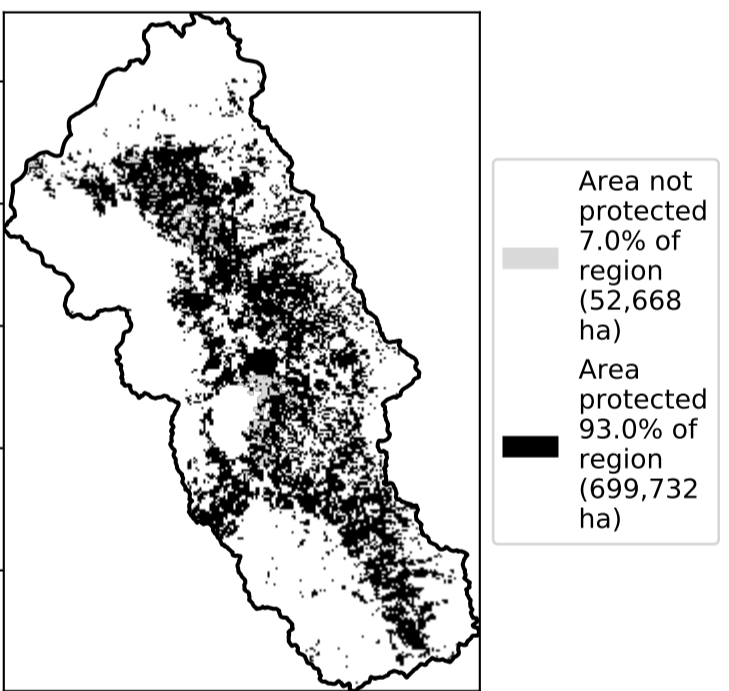 Area not
protected
7.0% of
region
(52,668
ha)
Area
protected
93.0% of
region
(699,732
ha)